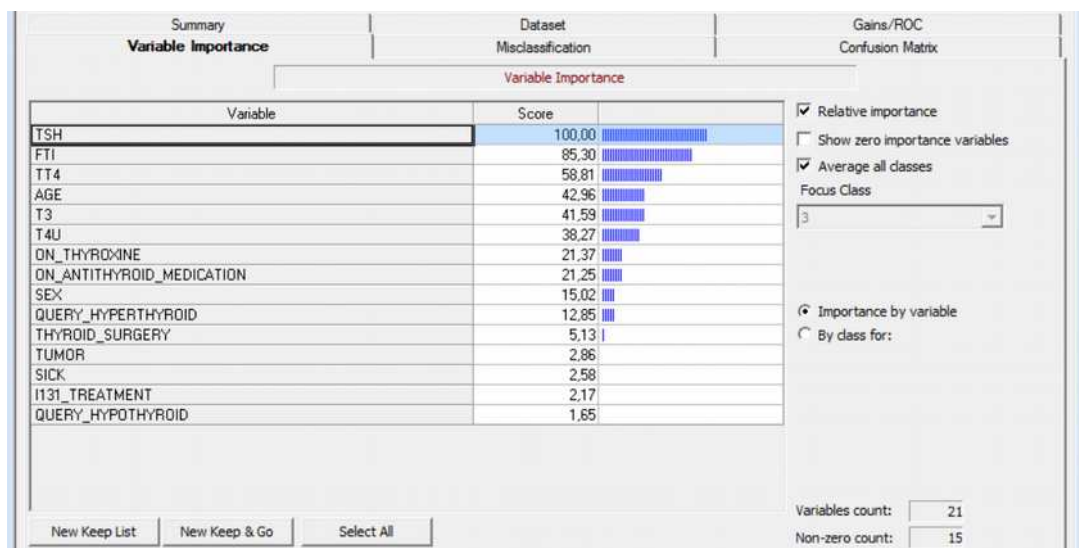 Summary Dataset Gains/ROC
Variable Importance Misclassification Confusion Matrix
Variable Importance
Variable Score
TSH 100,00
FTI 85,30
TT4 58,81
AGE 42,96
T3 41,59
T4U 38,27
ON_THYROXINE 21,37
ON_ANTITHYROID_MEDICATION 21,25
SEX 15,02
QUERY_HYPERTHYROID 12,85
THYROID_SURGERY 5,13
TUMOR 2,86
SICK 2,58
I131_TREATMENT 2,17
QUERY_HYPOTHYROID 1,65
Relative importance
Show zero importance variables
Average all classes
Focus Class
3
Importance by variable
By class for:
Variables count: 21
Non-zero count: 15
New Keep List New Keep & Go Select All